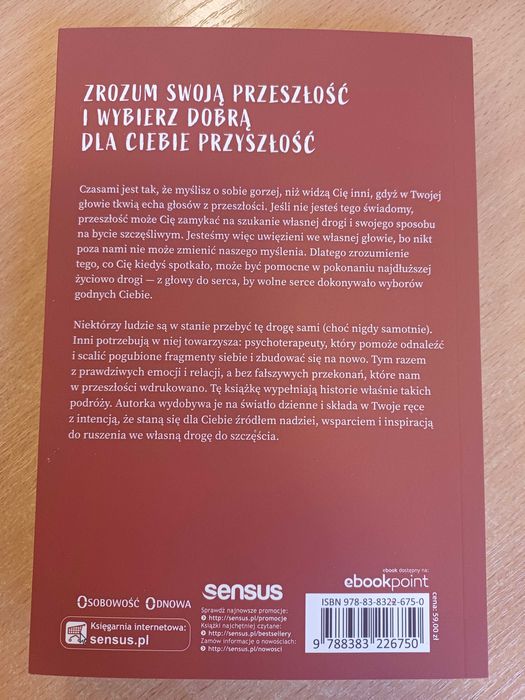 ZROZUM SWOJĄ PRZESZŁOŚĆ
I WYBIERZ DOBRĄ
DLA CIEBIE PRZYSZŁOŚĆ
Czasami jest tak, że myślisz o sobie gorzej, niż widzą Cię inni, gdyż w Twojej
głowie tkwią echa głosów z przeszłości. Jeśli nie jesteś tego świadomy,
przeszłość może Cię zamykać na szukanie własnej drogi i swojego sposobu
na bycie szczęśliwym. Jesteśmy więc uwięzieni we własnej głowie, bo nikt
poza nami nie może zmienić naszego myślenia. Dlatego zrozumienie
tego, co Cię kiedyś spotkało, może być pomocne w pokonaniu najdłuższej
życiowo drogi — z głowy do serca, by wolne serce dokonywało wyborów
godnych Ciebie.
Niektórzy ludzie są w stanie przebyć tę drogę sami (choć nigdy samotnie).
Inni potrzebują w niej towarzysza: psychoterapeuty, który pomoże odnaleźć
i scalić pogubione fragmenty siebie i zbudować się na nowo. Tym razem
z prawdziwych emocji i relacji, a bez fałszywych przekonań, które nam
w przeszłości wdrukowano. Tę książkę wypełniają historie właśnie takich
podróży. Autorka wydobywa je na światło dzienne i składa w Twoje ręce
z intencją, że staną się dla Ciebie źródłem nadziei, wsparciem i inspiracją
do ruszenia we własną drogę do szczęścia.
OSOBOWOŚĆ ODNOWA
Księgarnia internetowa:
sensus.pl
sensus
Sprawdź najnowsze promocje:
http://sensus.pl/promocje
Książki najchętniej czytane:
http://sensus.pl/bestsellery
Zamów informacje o nowościach:
http://sensus.pl/nowosci
ebook dostępny na:
ebookpoint
ISBN 978-83-8322-675-0
9 788383 226750
cena: 59,00 zł